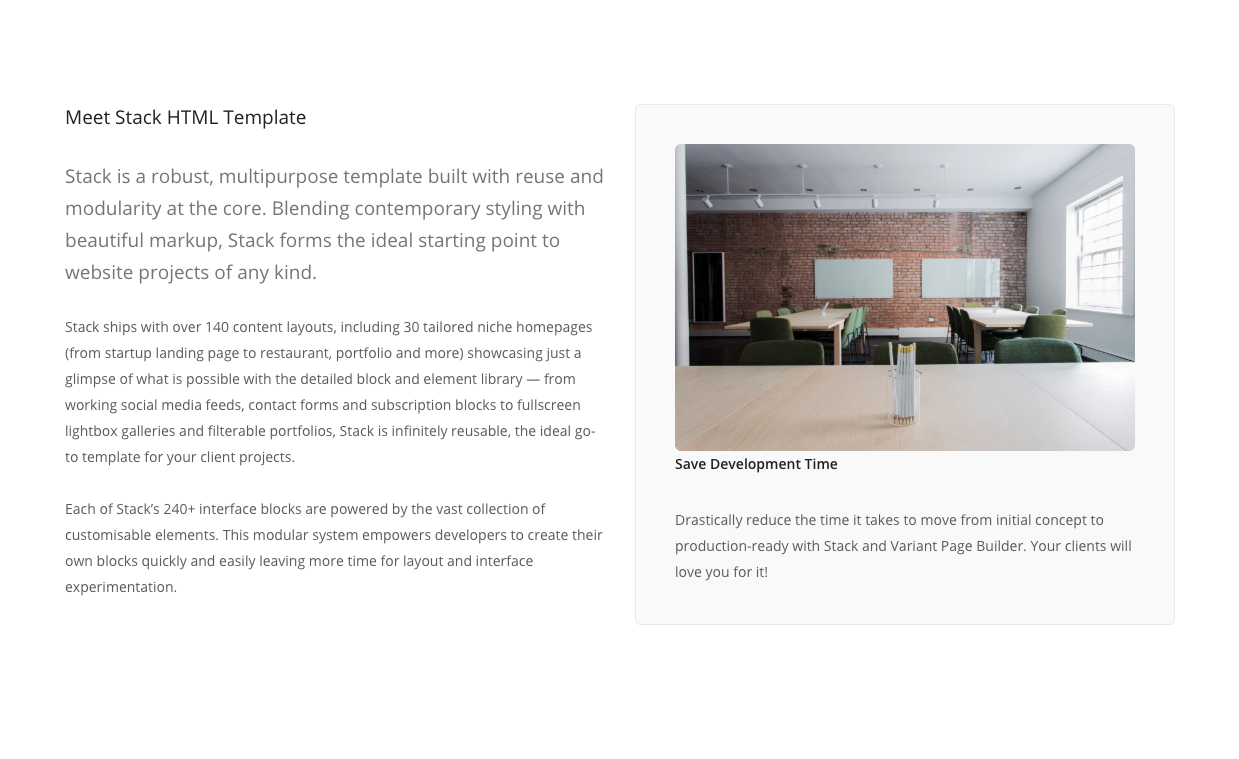 Meet Stack HTML Template
Stack is a robust, multipurpose template built with reuse and
modularity at the core. Blending contemporary styling with
beautiful markup, Stack forms the ideal starting point to
website projects of any kind.
Stack ships with over 140 content layouts, including 30 tailored niche homepages
(from startup landing page to restaurant, portfolio and more) showcasing just a
glimpse of what is possible with the detailed block and element library — from
working social media feeds, contact forms and subscription blocks to fullscreen
lightbox galleries and filterable portfolios, Stack is infinitely reusable, the ideal go-
to template for your client projects.
Each of Stack’s 240+ interface blocks are powered by the vast collection of
customisable elements. This modular system empowers developers to create their
own blocks quickly and easily leaving more time for layout and interface
experimentation.
Save Development Time
Drastically reduce the time it takes to move from initial concept to
production-ready with Stack and Variant Page Builder. Your clients will
love you for it!